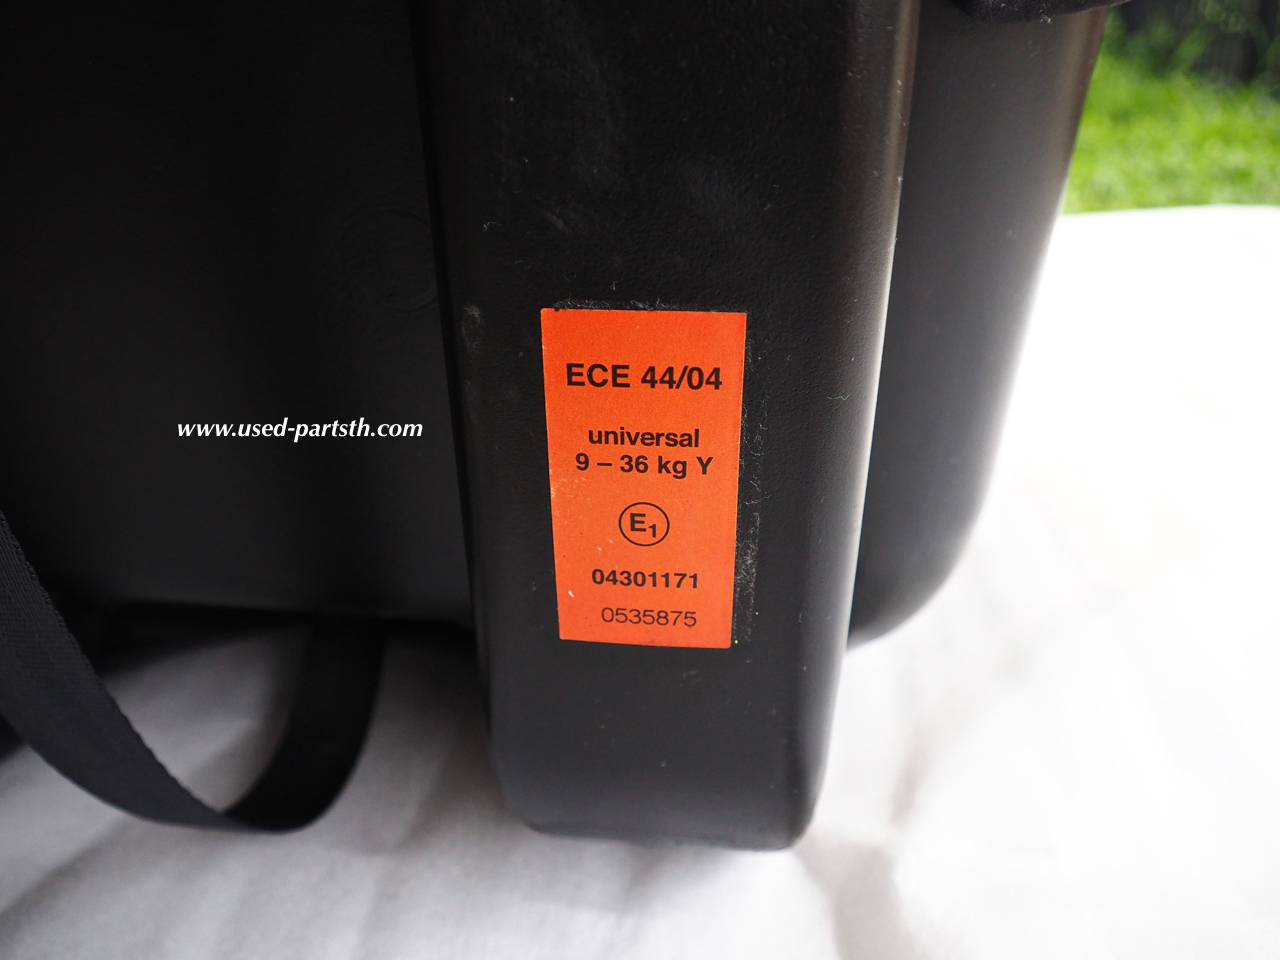 www.used-partsth.com
ECE 44/04
universal
9 – 36 kg Y
E1
04301171
0535875